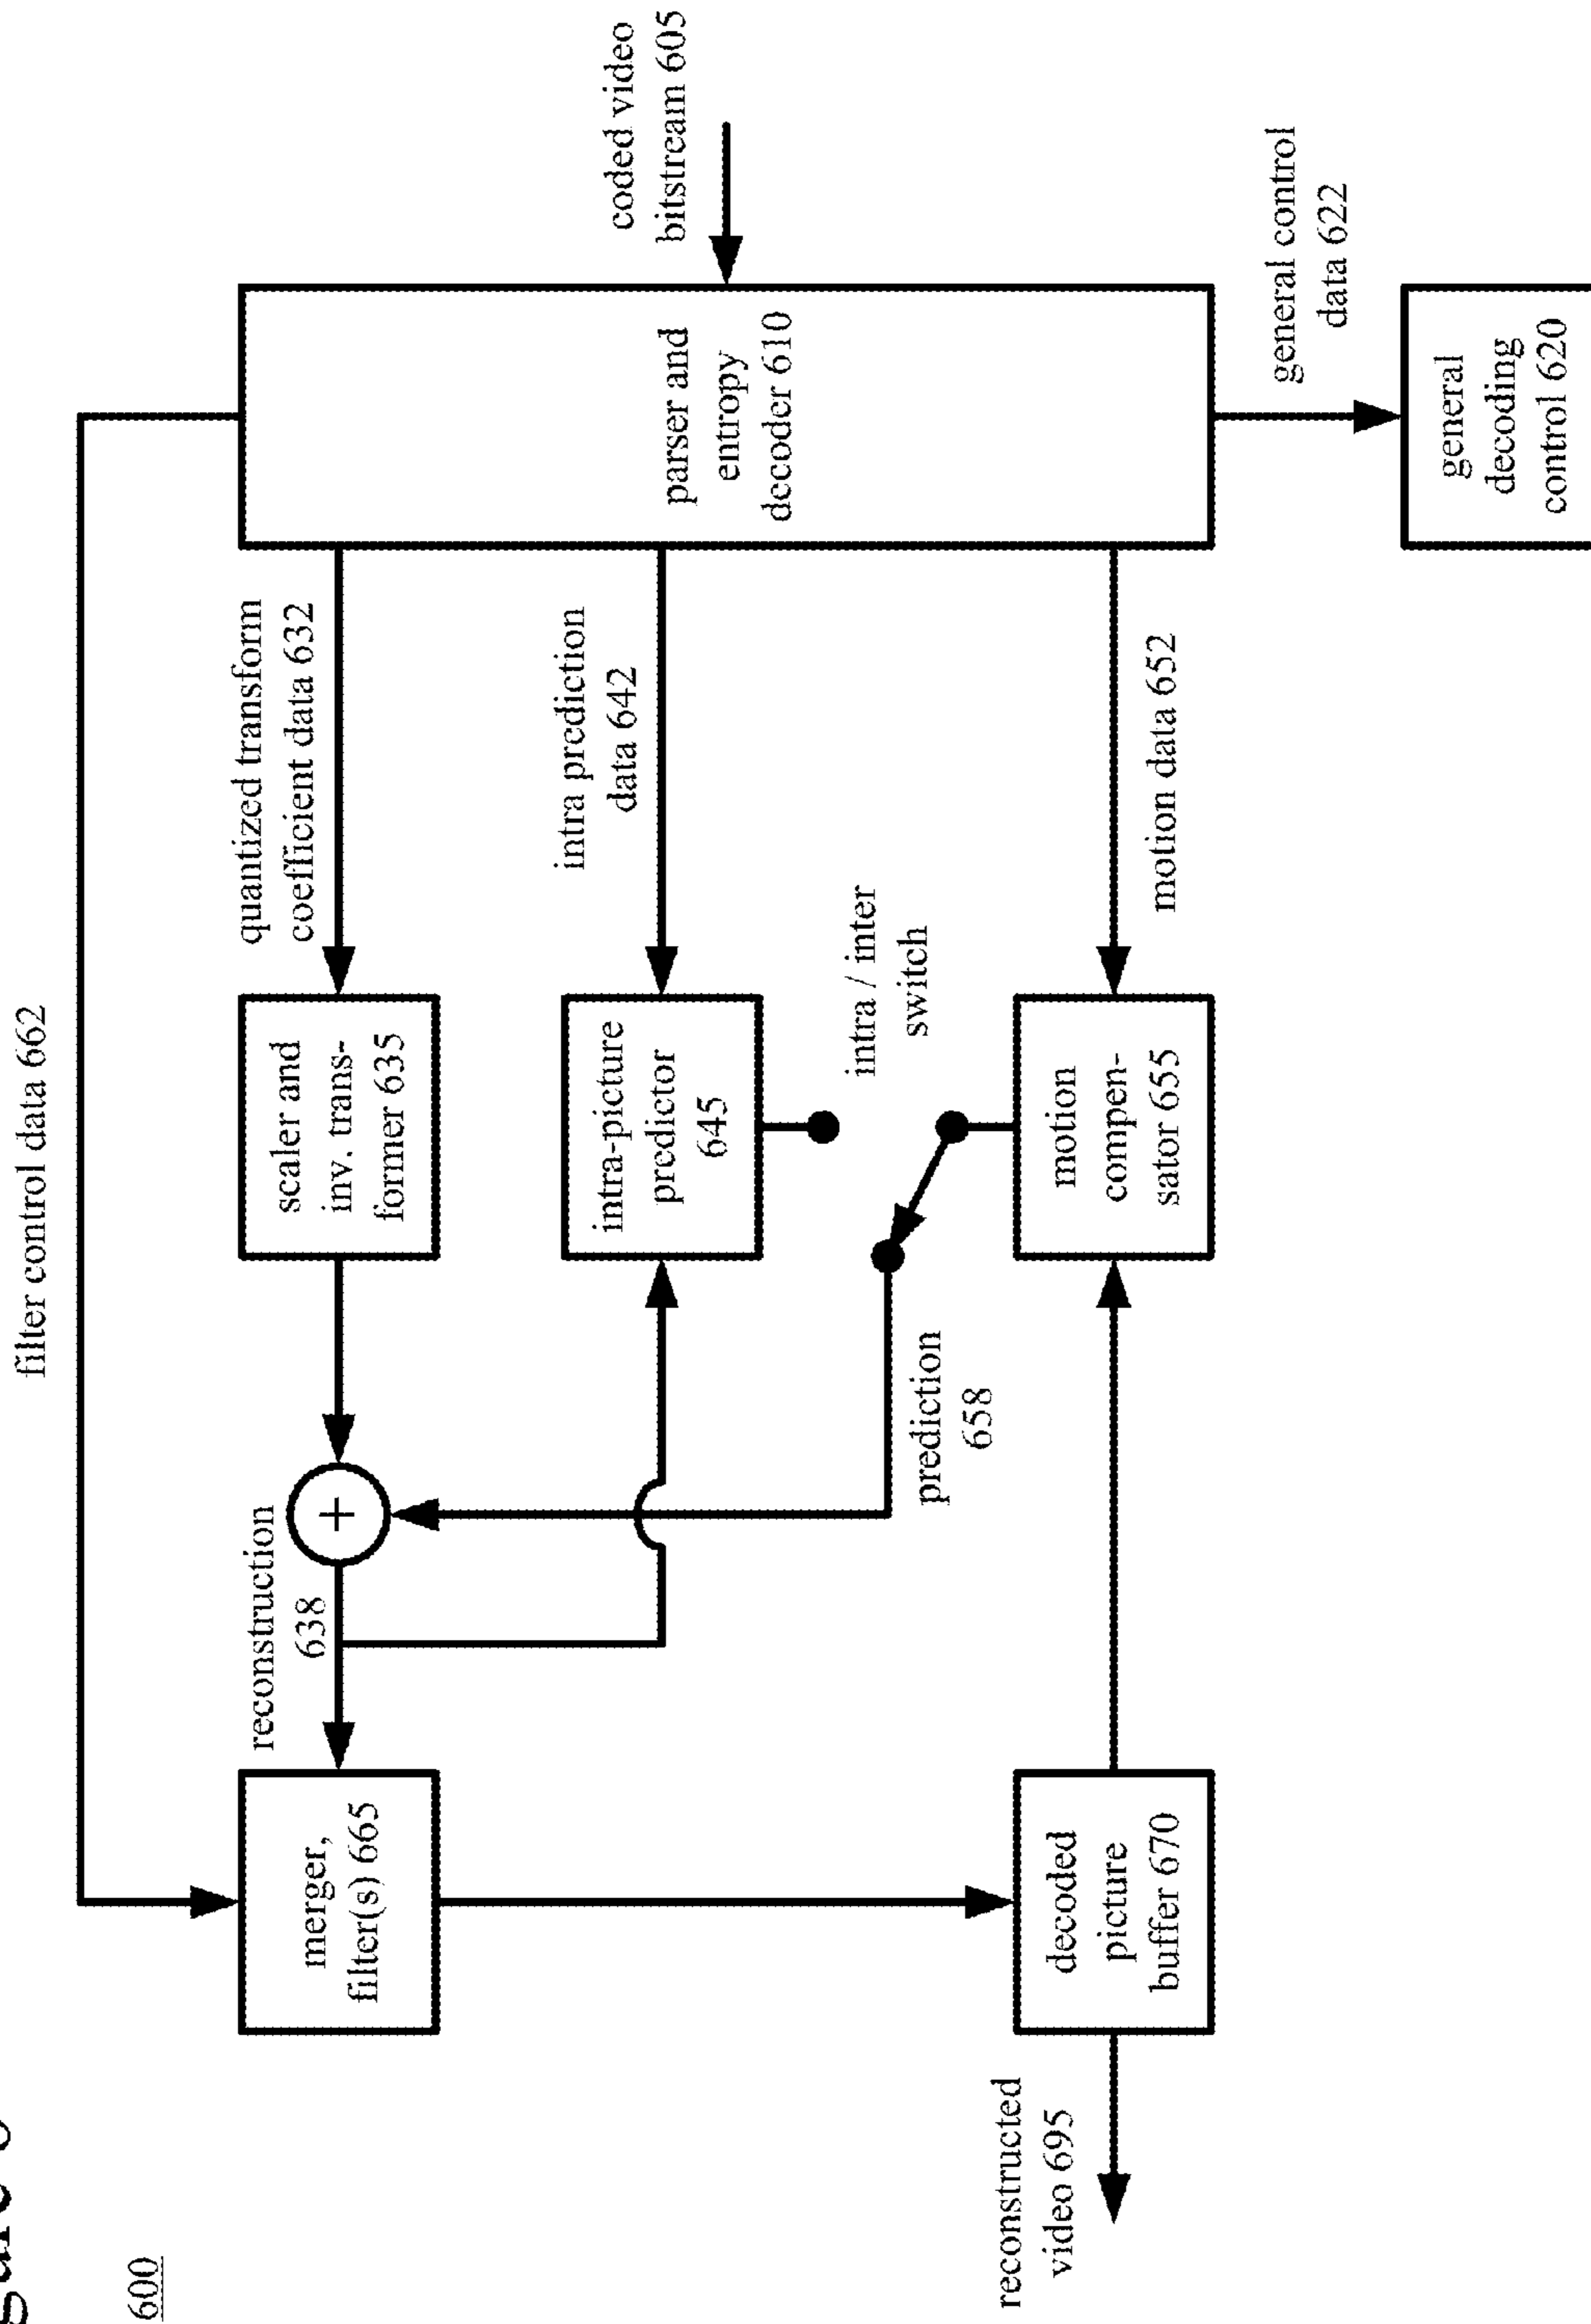 600
filter control data 662
coded video
bitstream 605
quantized transform
coefficient data 632
parser and
entropy
decoder 610
scaler and
inv. trans-
former 635
reconstruction
638
+
merger,
filter(s) 665
intra prediction
data 642
intra-picture
predictor
645
intra / inter
switch
prediction
658
motion data 652
motion
compen-
sator 655
decoded
picture
buffer 670
reconstructed
video 695
general control
data 622
general
decoding
control 620